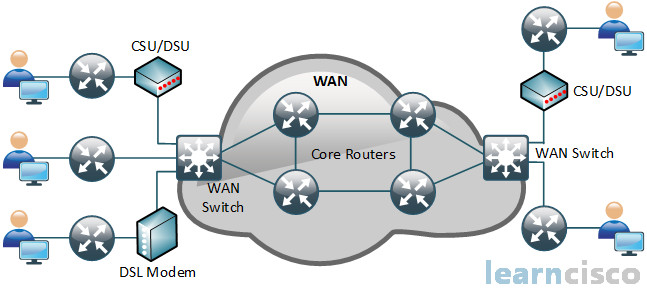 CSU/DSU
WAN
CSU/DSU
Core Routers
WAN Switch
WAN
Switch
DSL Modem
learncisco